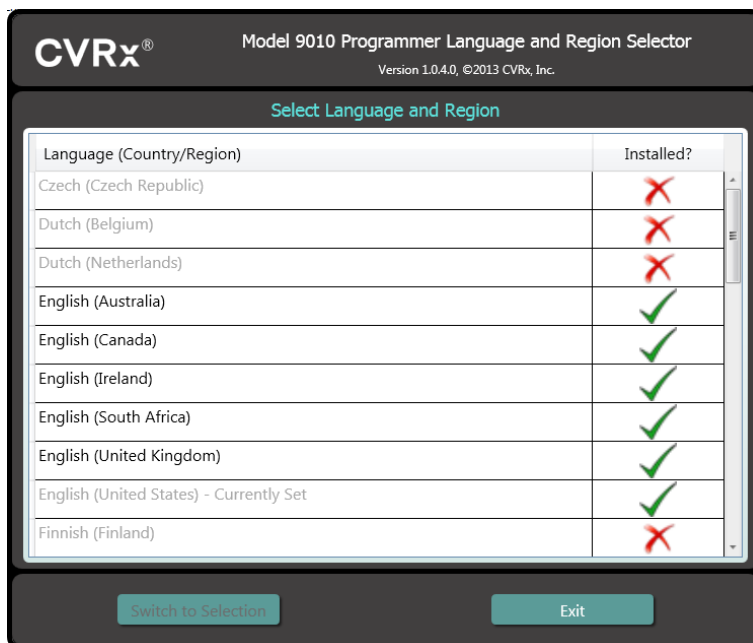 CVRx®
Model 9010 Programmer Language and Region Selector
Version 1.0.4.0, ©2013 CVRx, Inc.
Select Language and Region
Language (Country/Region) Installed?
Czech (Czech Republic)
Dutch (Belgium)
Dutch (Netherlands)
English (Australia)
English (Canada)
English (Ireland)
English (South Africa)
English (United Kingdom)
English (United States) - Currently Set
Finnish (Finland)
Switch to Selection Exit